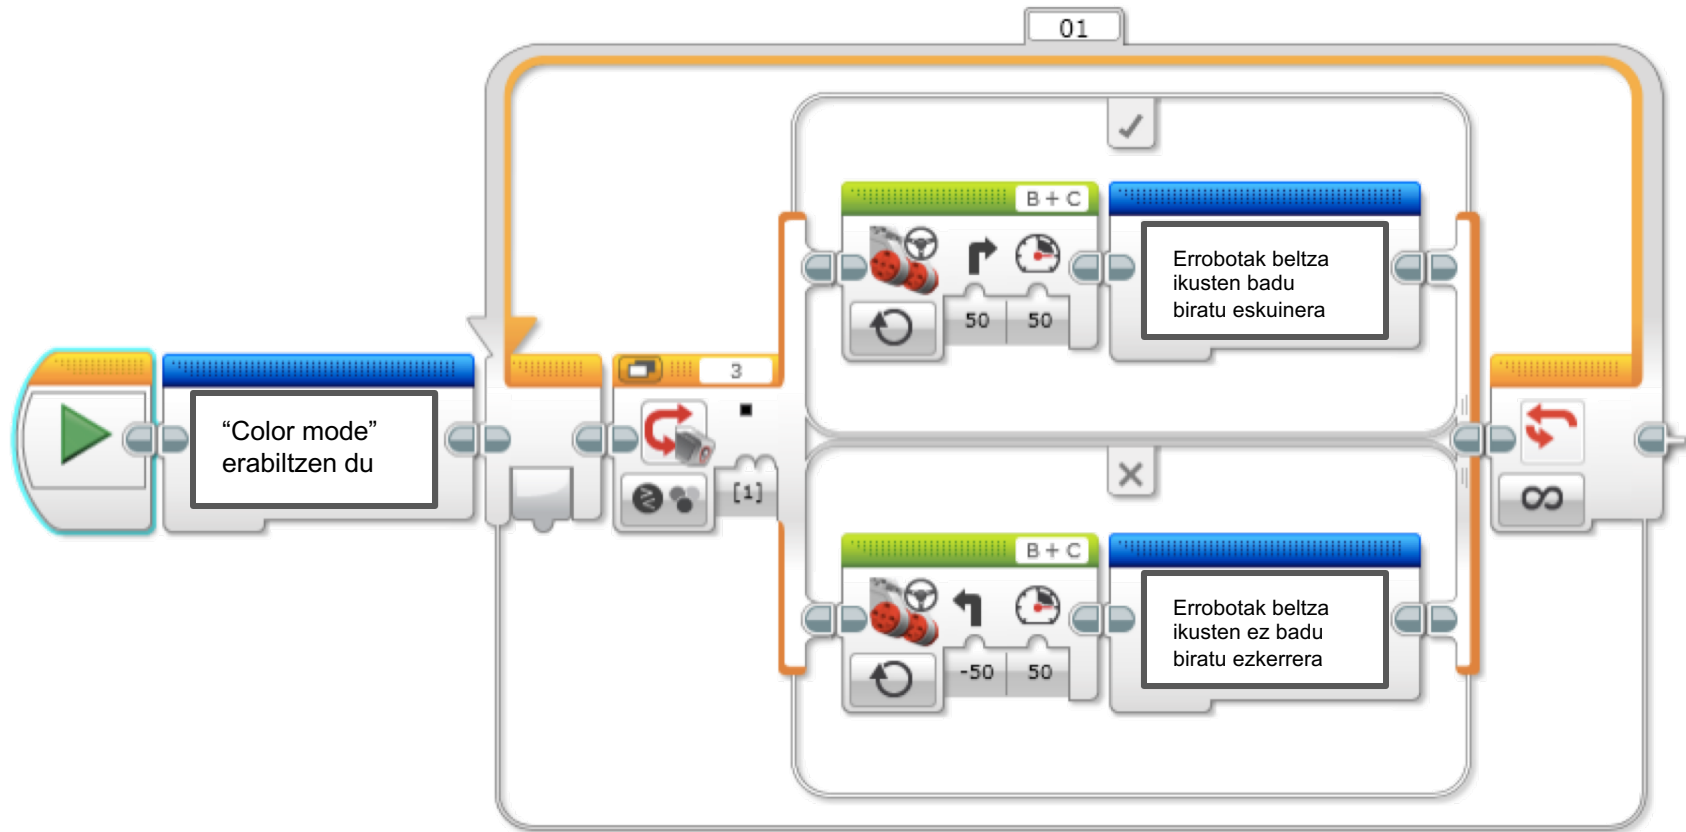 01
“Color mode”
erabiltzen du
3
[1]
B + C
50
50
Errobotak beltza
ikusten badu
biratu eskuinera
B + C
-50
50
Errobotak beltza
ikusten ez badu
biratu ezkerrera